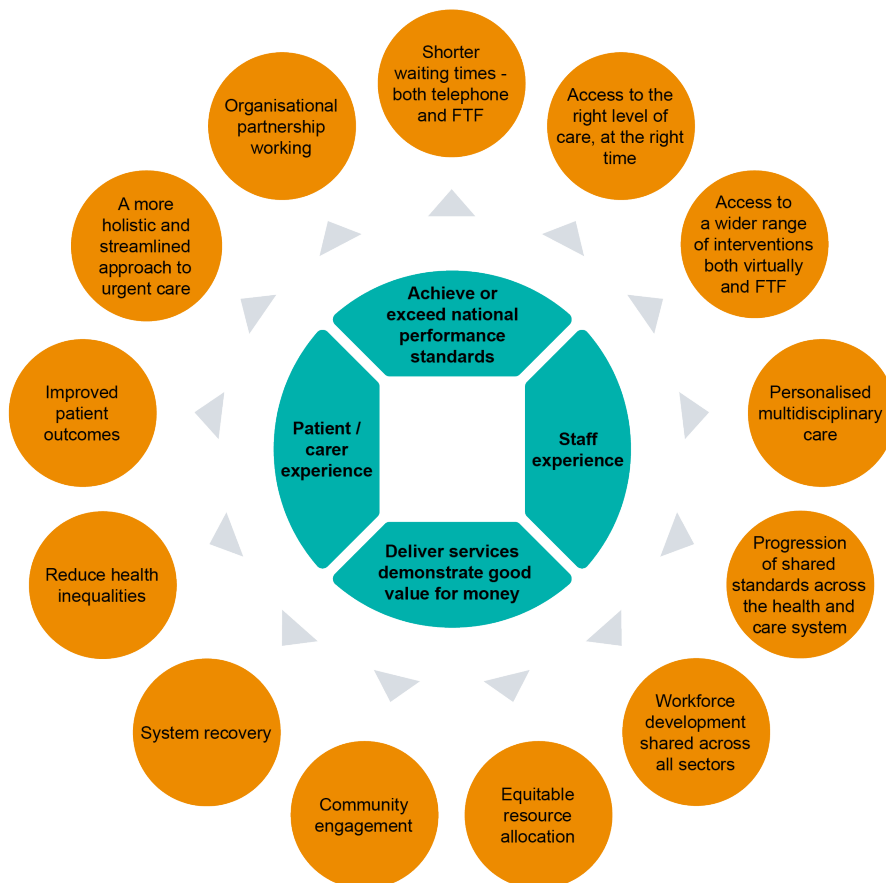 Shorter
waiting times -
both telephone
and FTF
Access to the
right level of
care, at the right
time
Access to
a wider range
of interventions
both virtually
and FTF
Personalised
multidisciplinary
care
Progression
of shared
standards across
the health and
care system
Workforce
development
shared across
all sectors
Equitable
resource
allocation
Community
engagement
System recovery
Reduce health
inequalities
Improved
patient
outcomes
A more
holistic and
streamlined
approach to
urgent care
Organisational
partnership
working
Achieve or
exceed national
performance
standards
Staff
experience
Deliver services
demonstrate good
value for money
Patient /
carer
experience